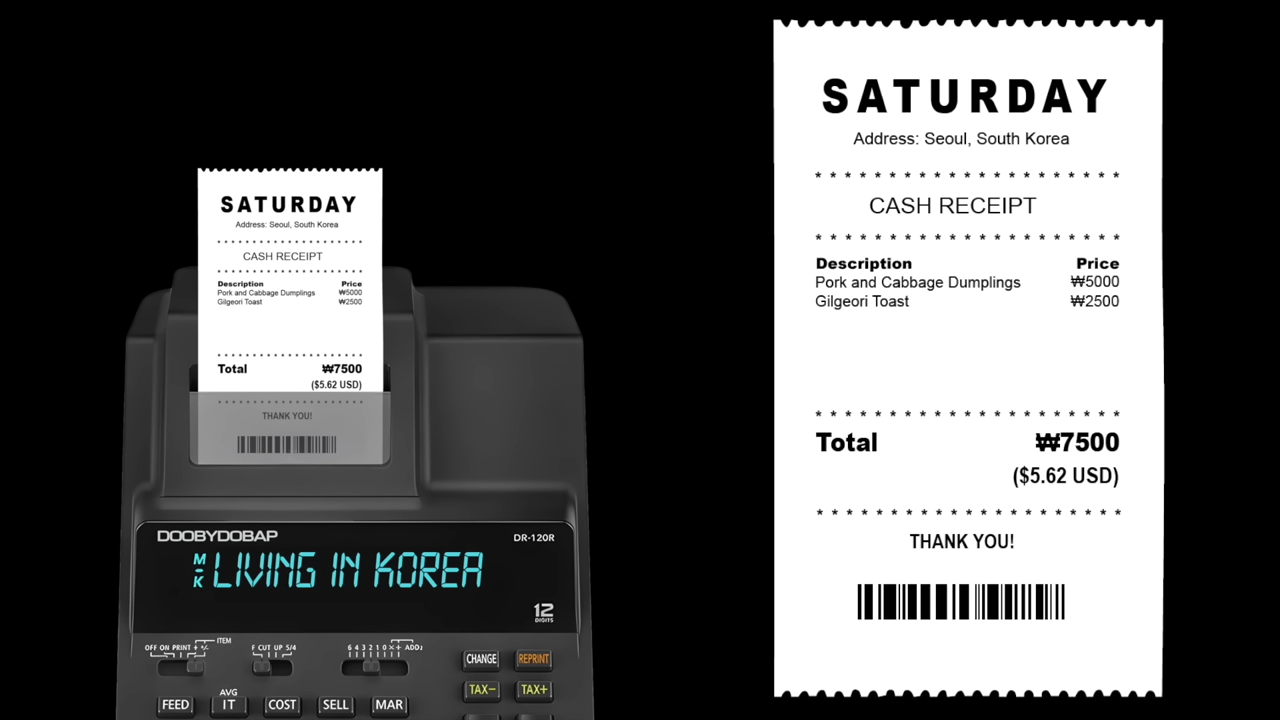 SATURDAY
Address: Seoul, South Korea
* * * * * * * * * * * * * * * * * * * * *
CASH RECEIPT
* * * * * * * * * * * * * * * * * * * * *
Description Price
Pork and Cabbage Dumplings ₩5000
Gilgeori Toast ₩2500
* * * * * * * * * * * * * * * * * * * * *
Total ₩7500
($5.62 USD)
* * * * * * * * * * * * * * * * * * * * *
THANK YOU!
DOOBYDOBAP DR-120R
M-K LIVING IN KOREA
12
DIGITS
ITEM
OFF ON PRINT + +/- F CUT UP 5/4 6 4 3 2 1 0 × + ADD2
CHANGE REPRINT
TAX− TAX+
AVG
FEED IT COST SELL MAR
SATURDAY
Address: Seoul, South Korea
* * * * * * * * * * * * * * * * * * * * *
CASH RECEIPT
* * * * * * * * * * * * * * * * * * * * *
Description Price
Pork and Cabbage Dumplings ₩5000
Gilgeori Toast ₩2500
* * * * * * * * * * * * * * * * * * * * *
Total ₩7500
($5.62 USD)
* * * * * * * * * * * * * * * * * * * * *
THANK YOU!